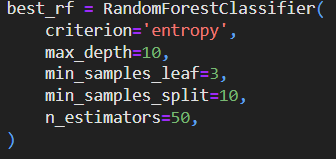 best_rf = RandomForestClassifier(
    criterion='entropy',
    max_depth=10,
    min_samples_leaf=3,
    min_samples_split=10,
    n_estimators=50,
)